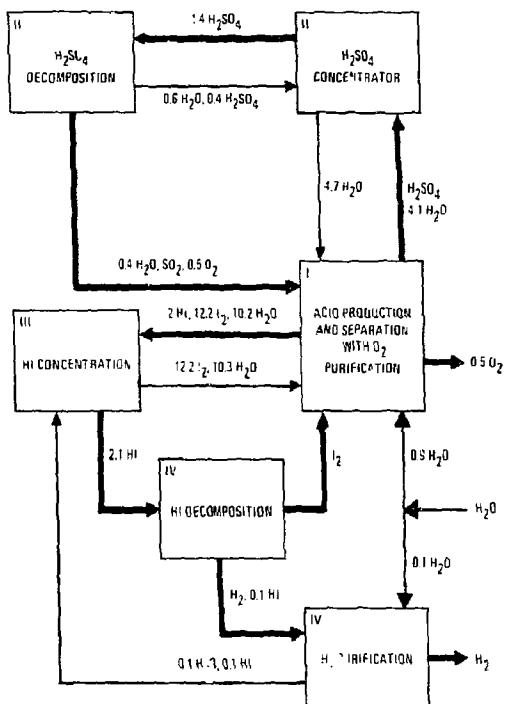 II
H2SO4
DECOMPOSITION
1.4 H2SO4
0.6 H2O, 0.4 H2SO4
II
H2SO4
CONCENTRATOR
4.7 H2O
H2SO4
4.1 H2O
0.4 H2O, SO2, 0.5 O2
I
ACID PRODUCTION
AND SEPARATION
WITH O2
PURIFICATION
0.5 O2
2 HI, 12.2 I2, 10.2 H2O
III
HI CONCENTRATION
12.2 I2, 10.3 H2O
2.1 HI
IV
HI DECOMPOSITION
I2
0.9 H2O
H2O
0.1 H2O
H2, 0.1 HI
IV
H2
0.1 HI